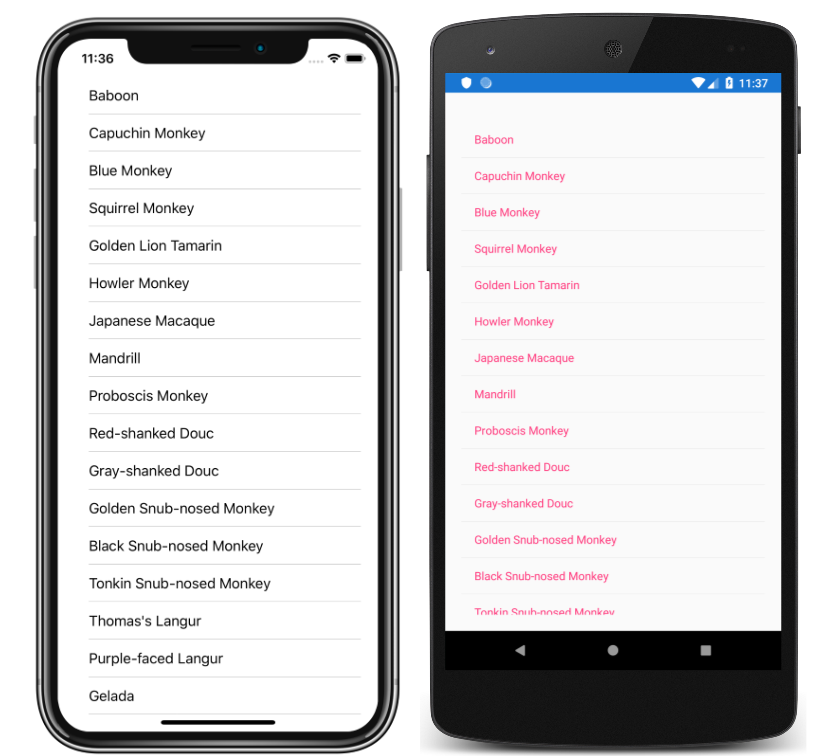 11:36
Baboon
Capuchin Monkey
Blue Monkey
Squirrel Monkey
Golden Lion Tamarin
Howler Monkey
Japanese Macaque
Mandrill
Proboscis Monkey
Red-shanked Douc
Gray-shanked Douc
Golden Snub-nosed Monkey
Black Snub-nosed Monkey
Tonkin Snub-nosed Monkey
Thomas's Langur
Purple-faced Langur
Gelada
11:37
Baboon
Capuchin Monkey
Blue Monkey
Squirrel Monkey
Golden Lion Tamarin
Howler Monkey
Japanese Macaque
Mandrill
Proboscis Monkey
Red-shanked Douc
Gray-shanked Douc
Golden Snub-nosed Monkey
Black Snub-nosed Monkey
Tonkin Snub-nosed Monkey